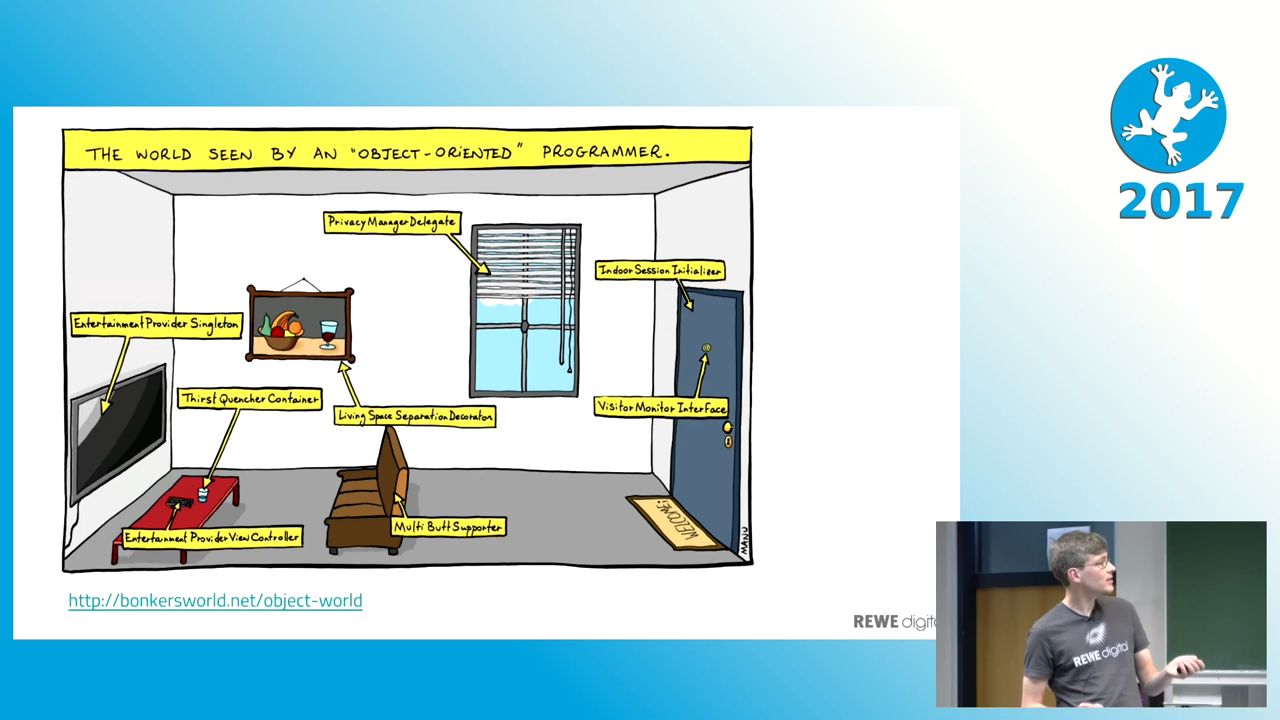 THE WORLD SEEN BY AN "OBJECT-ORIENTED" PROGRAMMER.
Privacy Manager Delegate
Indoor Session Initializer
Entertainment Provider Singleton
Thirst Quencher Container
Living Space Separation Decorator
Visitor Monitor Interface
Entertainment Provider View Controller
Multi Butt Supporter
WELCOME!
MANU
http://bonkersworld.net/object-world
REWE digital
2017
REWE digital